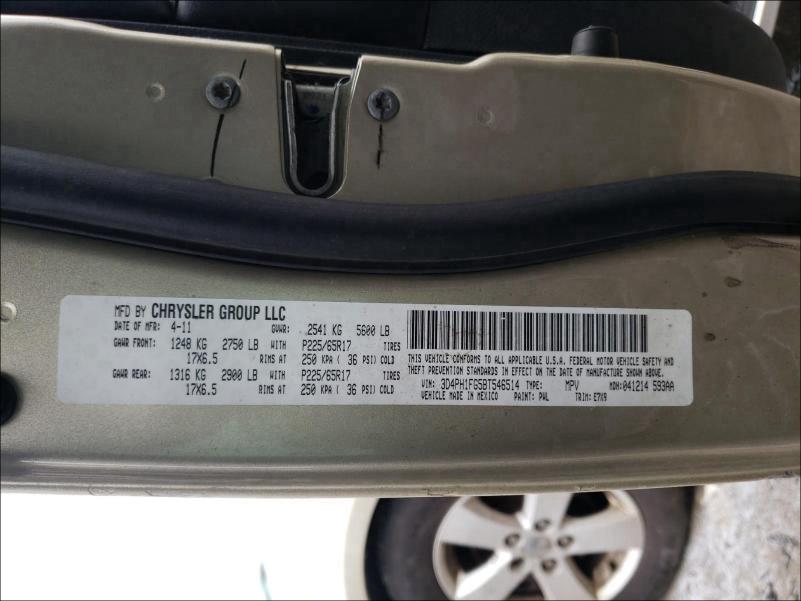 MFD BY CHRYSLER GROUP LLC
DATE OF MFR: 4-11 GVWR: 2541 KG 5600 LB
GAWR FRONT: 1248 KG 2750 LB WITH P225/65R17 TIRES
17X6.5 RIMS AT 250 KPA ( 36 PSI) COLD
GAWR REAR: 1316 KG 2900 LB WITH P225/65R17 TIRES
17X6.5 RIMS AT 250 KPA ( 36 PSI) COLD
THIS VEHICLE CONFORMS TO ALL APPLICABLE U.S.A. FEDERAL MOTOR VEHICLE SAFETY AND
THEFT PREVENTION STANDARDS IN EFFECT ON THE DATE OF MANUFACTURE SHOWN ABOVE.
VIN: 3D4PH1FG5BT546514 TYPE: MPV MDH: 041214 593AA
VEHICLE MADE IN MEXICO PAINT: PWL TRIM: E7X9